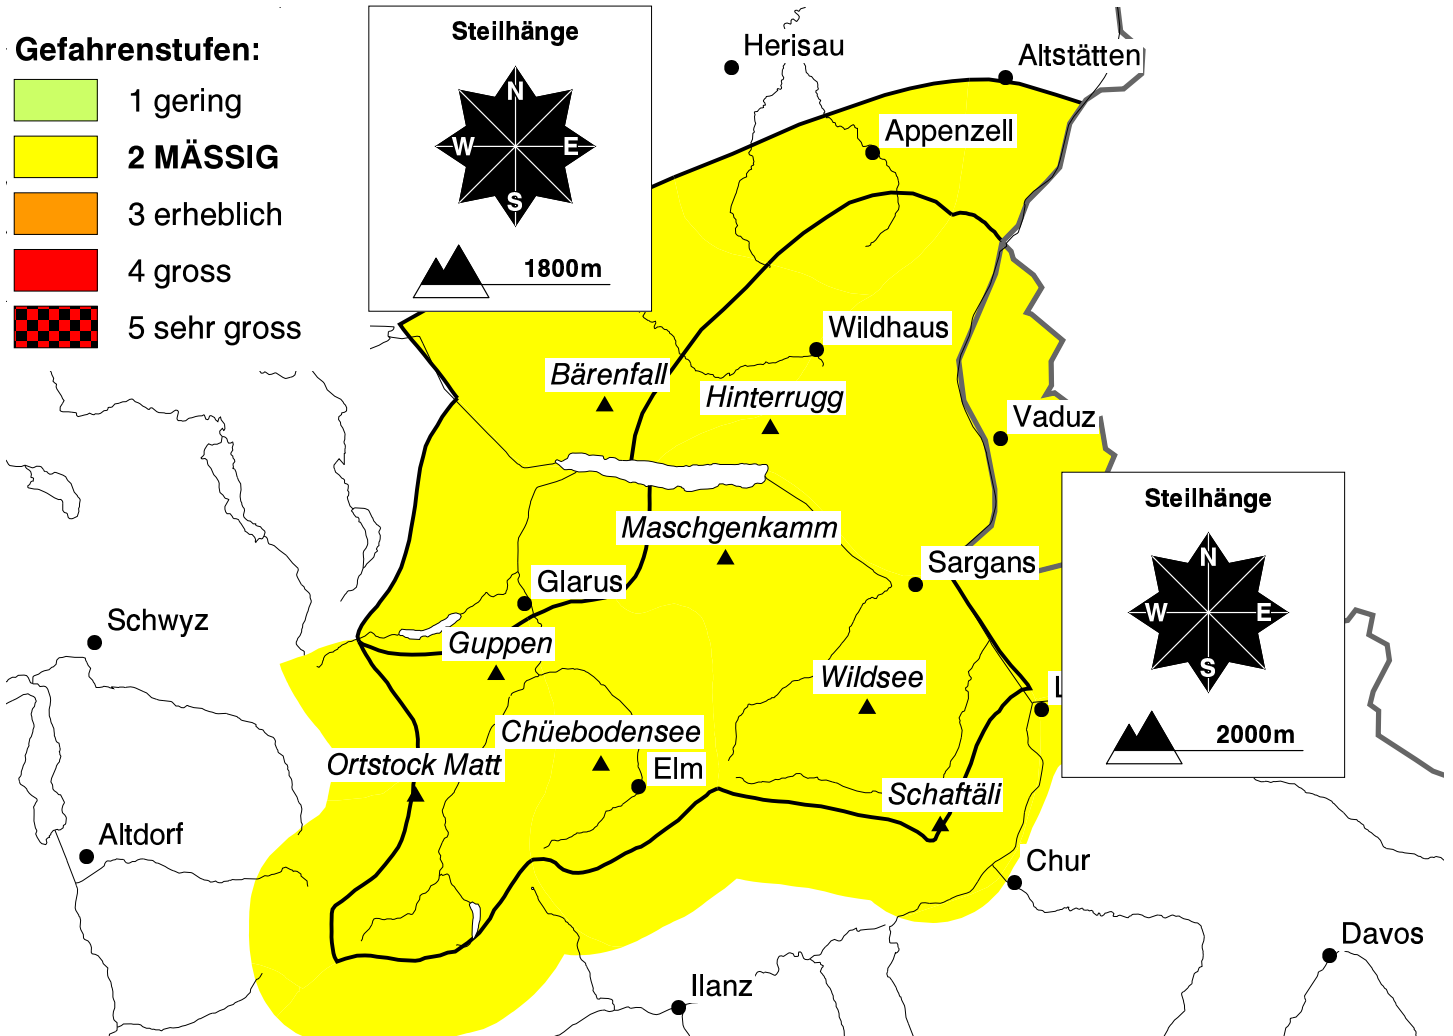 Gefahrenstufen:
1 gering
2 MÄSSIG
3 erheblich
4 gross
5 sehr gross
Steilhänge
N
W E
S
1800m
Herisau
Altstätten
Appenzell
Wildhaus
Bärenfall
Hinterrugg
Vaduz
Steilhänge
N
W E
S
2000m
Maschgenkamm
Sargans
Glarus
Schwyz
Guppen
Wildsee
L
Chüebodensee
Ortstock Matt
Elm
Schaftäli
Altdorf
Chur
Davos
Ilanz